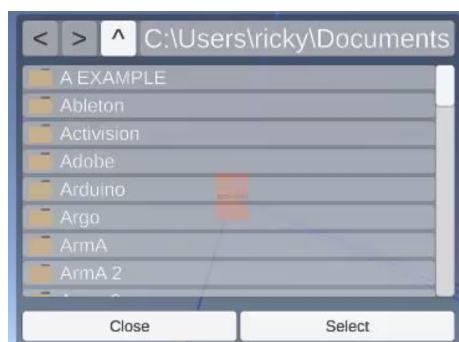 < > ^ C:\Users\ricky\Documents
A EXAMPLE
Ableton
Activision
Adobe
Arduino
Argo
ArmA
ArmA 2
Close Select